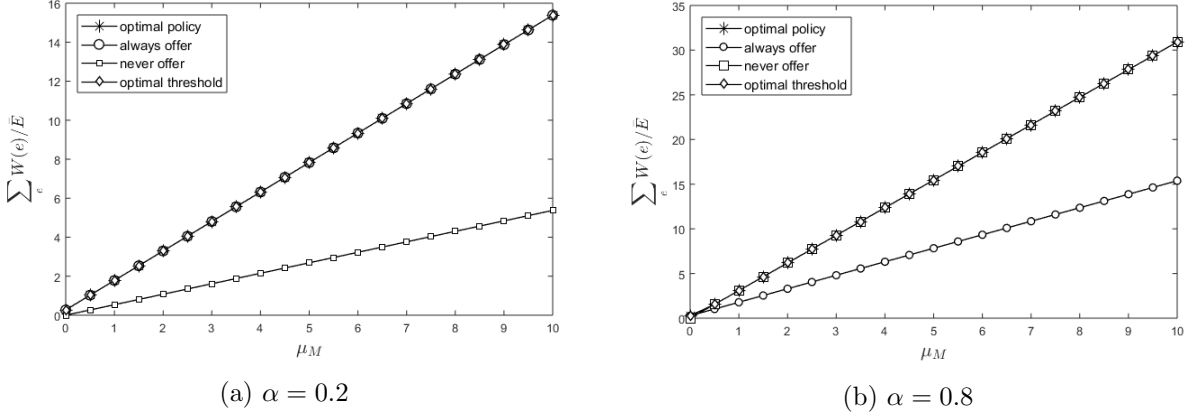 16
14
12
10
8
6
4
2
0
∑_e W(e)/Ē
optimal policy
always offer
never offer
optimal threshold
0 1 2 3 4 5 6 7 8 9 10
μ_M
(a) α = 0.2
35
30
25
20
15
10
5
0
∑_e W(e)/Ē
optimal policy
always offer
never offer
optimal threshold
0 1 2 3 4 5 6 7 8 9 10
μ_M
(b) α = 0.8